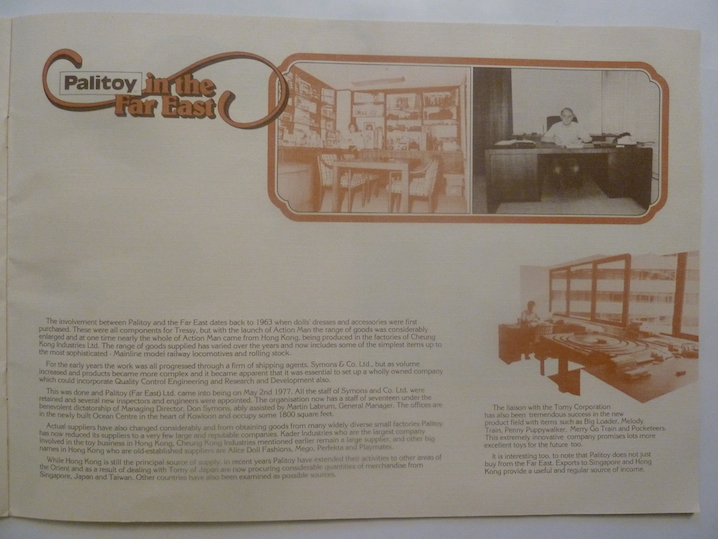 Palitoy in the
Far East
The involvement between Palitoy and the Far East dates back to 1963 when dolls' dresses and accessories were first
purchased. These were all components for Tressy, but with the launch of Action Man the range of goods was considerably
enlarged and at one time nearly the whole of Action Man came from Hong Kong, being produced in the factories of Cheung
Kong Industries Ltd. The range of goods supplied has varied over the years and now includes some of the simplest items up to
the most sophisticated - Mainline model railway locomotives and rolling stock.
For the early years the work was all progressed through a firm of shipping agents, Symons & Co. Ltd., but as volume
increased and products became more complex and it became apparent that it was essential to set up a wholly owned company
which could incorporate Quality Control Engineering and Research and Development also.
This was done and Palitoy (Far East) Ltd. came into being on May 2nd 1977. All the staff of Symons and Co. Ltd. were
retained and several new inspectors and engineers were appointed. The organisation now has a staff of seventeen under the
benevolent dictatorship of Managing Director, Don Symons, ably assisted by Martin Labrum, General Manager. The offices are
in the newly built Ocean Centre in the heart of Kowloon and occupy some 1800 square feet.
Actual suppliers have also changed considerably and from obtaining goods from many widely diverse small factories Palitoy
has now reduced its suppliers to a very few large and reputable companies. Kader Industries who are the largest company
involved in the toy business in Hong Kong, Cheung Kong Industries mentioned earlier remain a large supplier, and other big
names in Hong Kong who are old-established suppliers are Alice Doll Fashions, Mego, Perfekta and Playmates.
While Hong Kong is still the principal source of supply, in recent years Palitoy have extended their activities to other areas of
the Orient and as a result of dealing with Tomy of Japan are now procuring considerable quantities of merchandise from
Singapore, Japan and Taiwan. Other countries have also been examined as possible sources.
The liaison with the Tomy Corporation
has also been tremendous success in the new
product field with items such as Big Loader, Melody
Train, Penny Puppywalker, Merry Go Train and Pocketeers.
This extremely innovative company promises lots more
excellent toys for the future too.
It is interesting too, to note that Palitoy does not just
buy from the Far East. Exports to Singapore and Hong
Kong provide a useful and regular source of income.